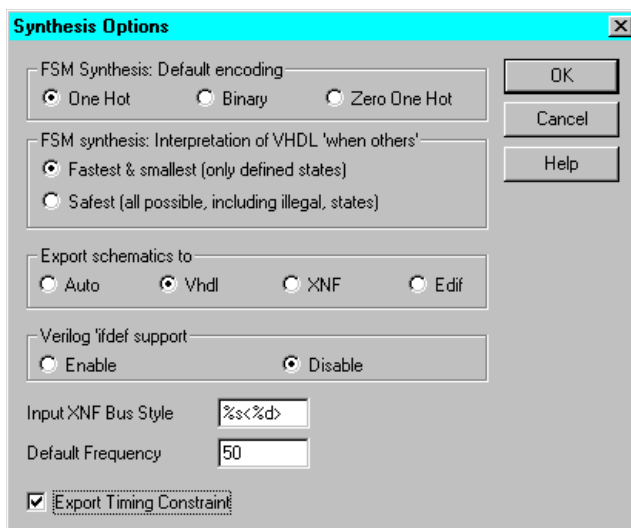 Synthesis Options
FSM Synthesis: Default encoding
One Hot Binary Zero One Hot
OK
Cancel
Help
FSM synthesis: Interpretation of VHDL 'when others'
Fastest & smallest (only defined states)
Safest (all possible, including illegal, states)
Export schematics to
Auto Vhdl XNF Edif
Verilog 'ifdef support
Enable Disable
Input XNF Bus Style %s<%d>
Default Frequency 50
Export Timing Constraint